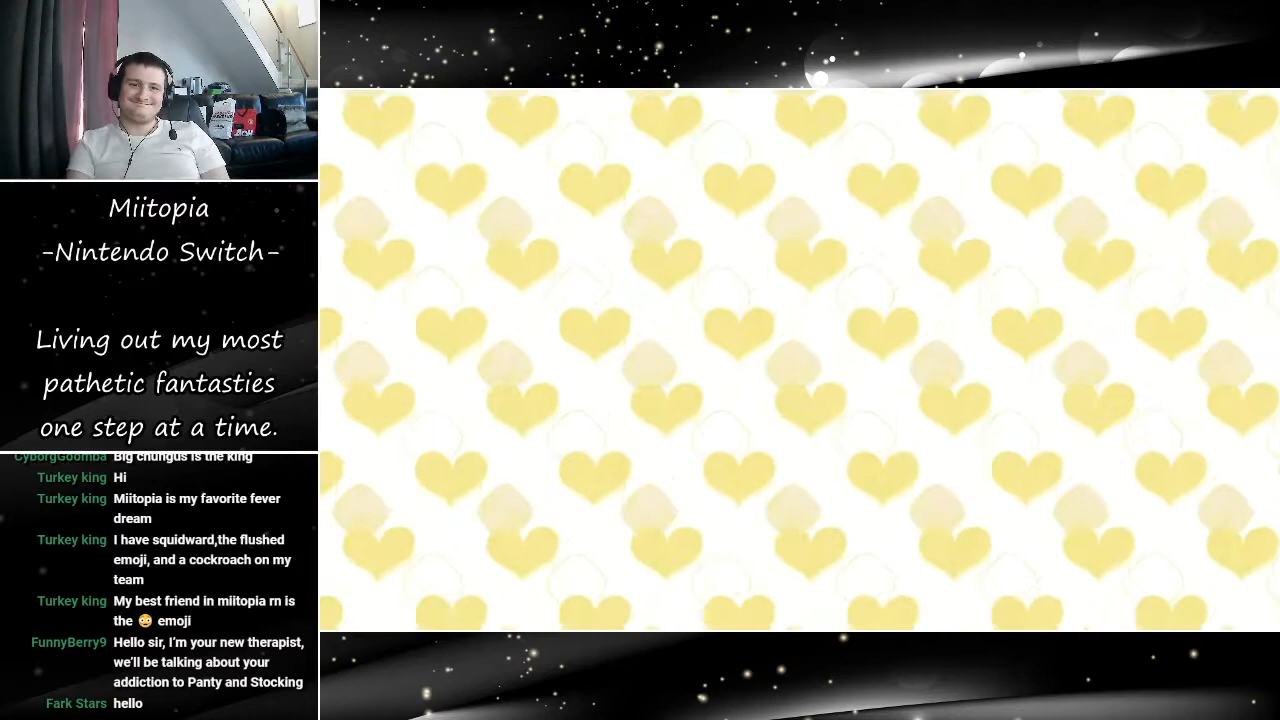 Miitopia
-Nintendo Switch-
Living out my most
pathetic fantasties
one step at a time.
CyborgGoomba Big chungus is the king
Turkey king Hi
Turkey king Miitopia is my favorite fever
dream
Turkey king I have squidward,the flushed
emoji, and a cockroach on my
team
Turkey king My best friend in miitopia rn is
the 😳 emoji
FunnyBerry9 Hello sir, I'm your new therapist,
we'll be talking about your
addiction to Panty and Stocking
Fark Stars hello